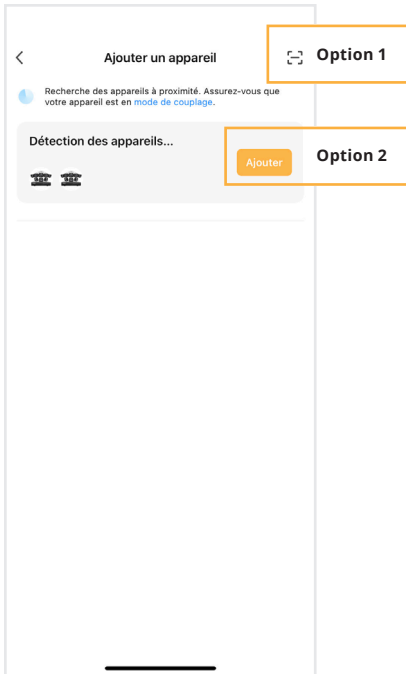 Ajouter un appareil
Option 1
Recherche des appareils à proximité. Assurez-vous que
votre appareil est en mode de couplage.
Détection des appareils...
Ajouter
Option 2